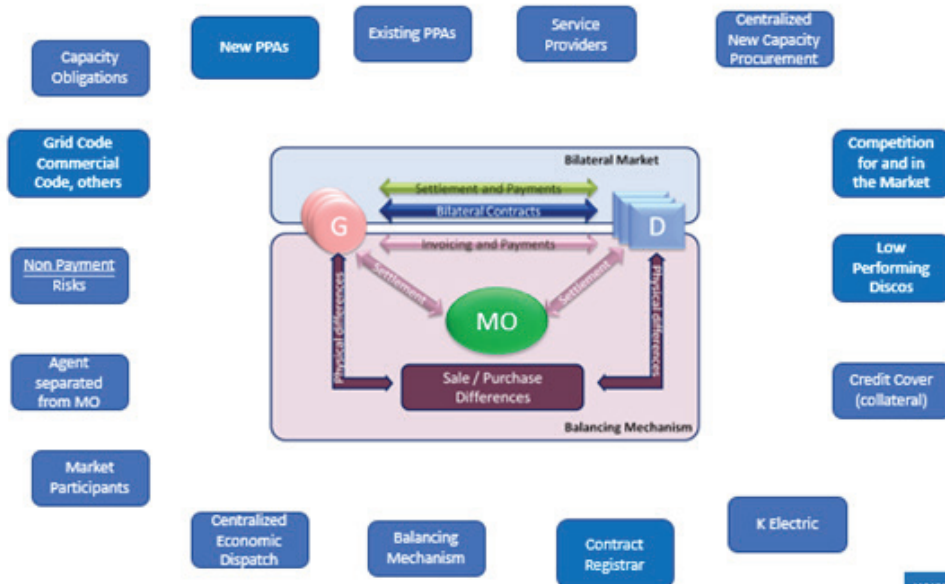 New PPAs
Existing PPAs
Service
Providers
Centralized
New Capacity
Procurement
Capacity
Obligations
Grid Code
Commercial
Code, others
Competition
for and in
the Market
Non Payment
Risks
Low
Performing
Discos
Agent
separated
from MO
Credit Cover
(collateral)
Market
Participants
Centralized
Economic
Dispatch
Balancing
Mechanism
Contract
Registrar
K Electric
Bilateral Market
Settlement and Payments
Bilateral Contracts
G
D
Invoicing and Payments
Settlement
Settlement
Physical differences
Physical differences
MO
Sale / Purchase
Differences
Balancing Mechanism